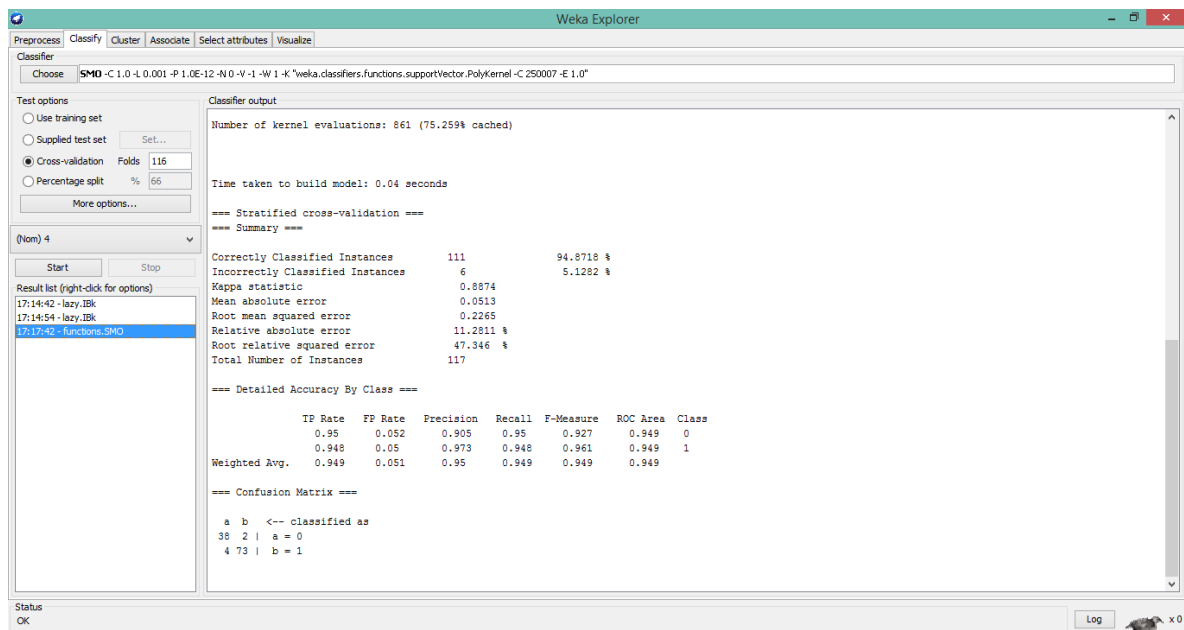 Weka Explorer
Preprocess Classify Cluster Associate Select attributes Visualize
Classifier
Choose SMO -C 1.0 -L 0.001 -P 1.0E-12 -N 0 -V -1 -W 1 -K "weka.classifiers.functions.supportVector.PolyKernel -C 250007 -E 1.0"
Test options
Use training set
Supplied test set Set...
Cross-validation Folds 116
Percentage split % 66
More options...
(Nom) 4
Start Stop
Result list (right-click for options)
17:14:42 - lazy.IBk
17:14:54 - lazy.IBk
17:17:42 - functions.SMO
Classifier output
Number of kernel evaluations: 861 (75.259% cached)
Time taken to build model: 0.04 seconds
=== Stratified cross-validation ===
=== Summary ===
Correctly Classified Instances 111 94.8718 %
Incorrectly Classified Instances 6 5.1282 %
Kappa statistic 0.8874
Mean absolute error 0.0513
Root mean squared error 0.2265
Relative absolute error 11.2811 %
Root relative squared error 47.346 %
Total Number of Instances 117
=== Detailed Accuracy By Class ===
TP Rate FP Rate Precision Recall F-Measure ROC Area Class
0.95 0.052 0.905 0.95 0.927 0.949 0
0.948 0.05 0.973 0.948 0.961 0.949 1
Weighted Avg. 0.949 0.051 0.95 0.949 0.949 0.949
=== Confusion Matrix ===
a b <-- classified as
38 2 | a = 0
4 73 | b = 1
Status
OK
Log x 0